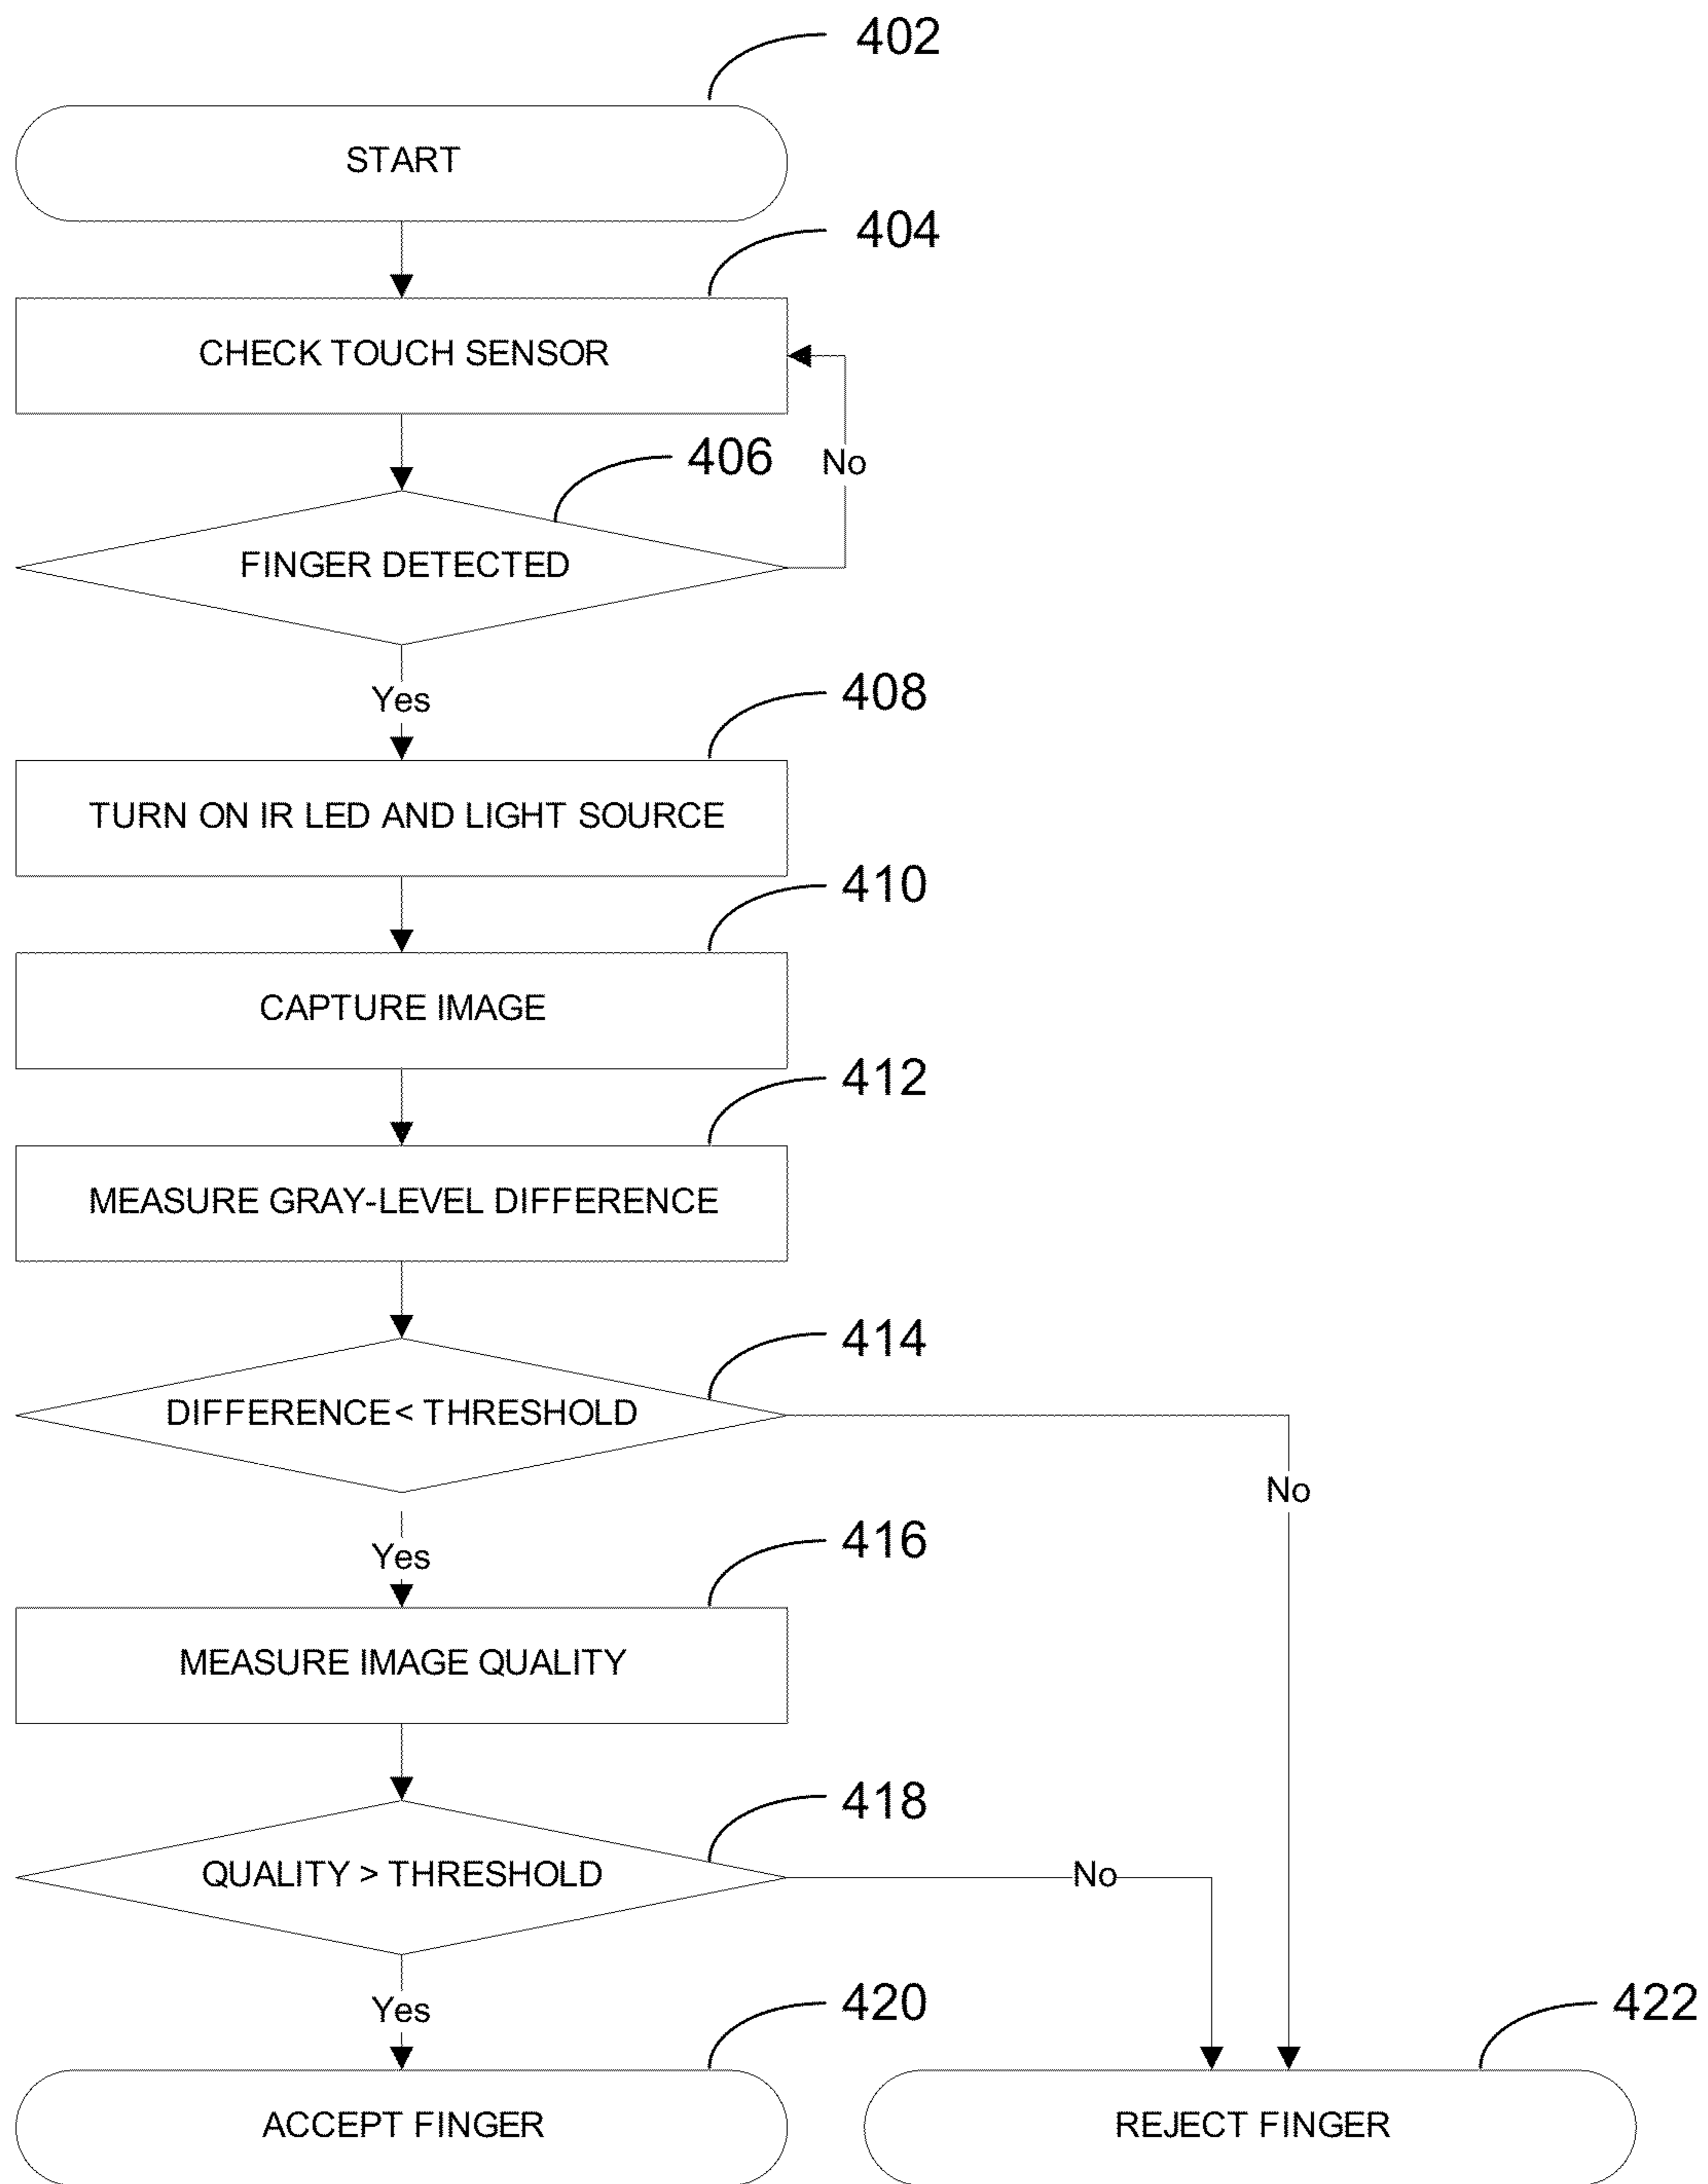 402
START
404
CHECK TOUCH SENSOR
406
No
FINGER DETECTED
Yes
408
TURN ON IR LED AND LIGHT SOURCE
410
CAPTURE IMAGE
412
MEASURE GRAY-LEVEL DIFFERENCE
414
DIFFERENCE< THRESHOLD
No
Yes
416
MEASURE IMAGE QUALITY
418
QUALITY > THRESHOLD
No
Yes
420
422
ACCEPT FINGER
REJECT FINGER